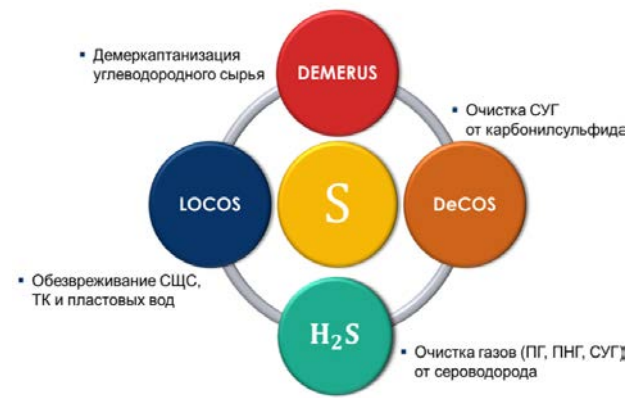 ▪ Демеркаптанизация
углеводородного сырья
DEMERUS
▪ Очистка СУГ
от карбонилсульфида
LOCOS
S
DeCOS
▪ Обезвреживание СЩС,
ТК и пластовых вод
H₂S
▪ Очистка газов (ПГ, ПНГ, СУГ)
от сероводорода